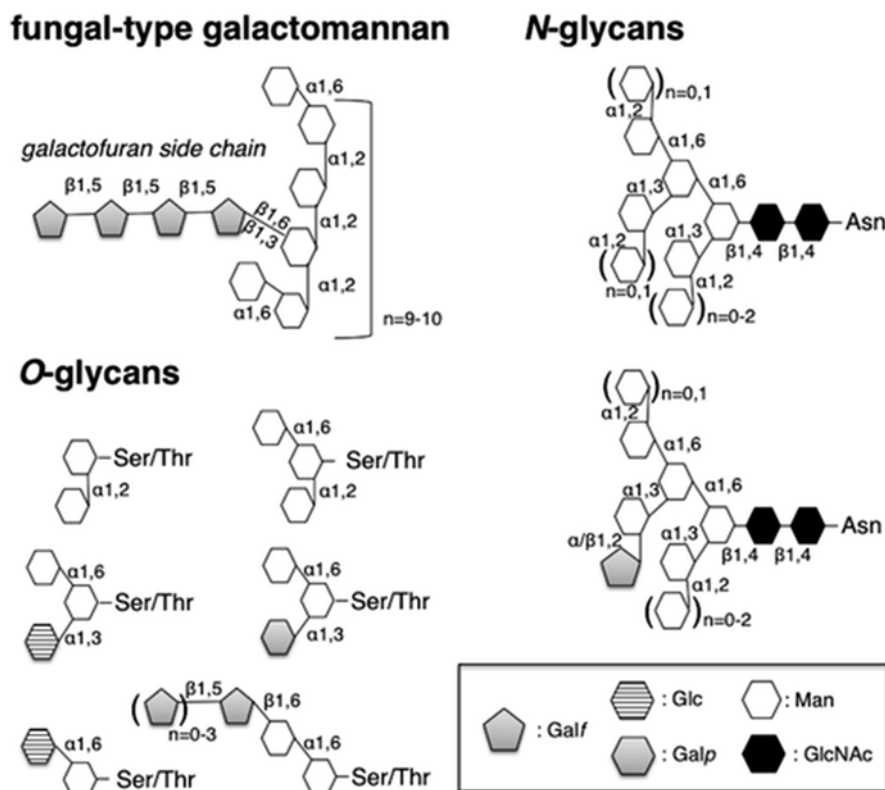 fungal-type galactomannan
galactofuran side chain
α1,6
α1,2
β1,5 β1,5 β1,5
β1,6
β1,3
α1,2
α1,2
α1,6
n=9-10
N-glycans
( )n=0,1
α1,2
α1,6
α1,3
α1,6
α1,2
α1,3
β1,4 β1,4
Asn
( )
n=0,1
α1,2
( )n=0-2
( )n=0,1
α1,2
α1,6
α1,3
α1,6
α/β1,2
α1,3
β1,4 β1,4
Asn
α1,2
( )n=0-2
O-glycans
Ser/Thr
α1,2
α1,6
Ser/Thr
α1,2
α1,6
Ser/Thr
α1,3
α1,6
Ser/Thr
α1,3
α1,6
Ser/Thr
( )
n=0-3
β1,5
β1,6
α1,6
Ser/Thr
: Galf
: Glc
: Man
: Galp
: GlcNAc